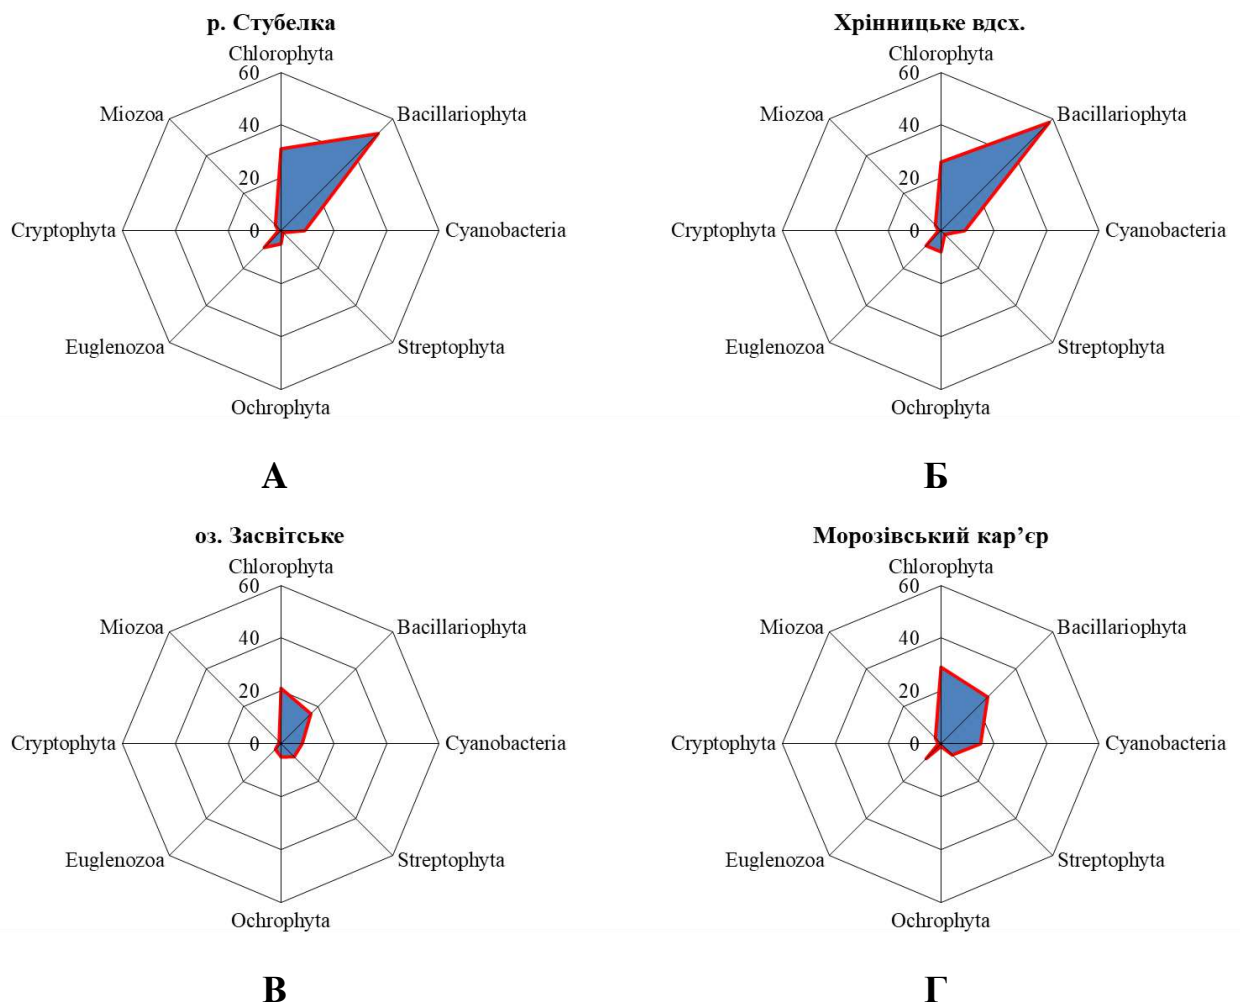 р. Стубелка
Chlorophyta
60
Miozoa
Bacillariophyta
40
20
Cryptophyta
0
Cyanobacteria
Euglenozoa
Streptophyta
Ochrophyta
А
Хрінницьке вдсх.
Chlorophyta
60
Miozoa
Bacillariophyta
40
20
Cryptophyta
0
Cyanobacteria
Euglenozoa
Streptophyta
Ochrophyta
Б
оз. Засвітське
Chlorophyta
60
Miozoa
Bacillariophyta
40
20
Cryptophyta
0
Cyanobacteria
Euglenozoa
Streptophyta
Ochrophyta
В
Морозівський кар’єр
Chlorophyta
60
Miozoa
Bacillariophyta
40
20
Cryptophyta
0
Cyanobacteria
Euglenozoa
Streptophyta
Ochrophyta
Г